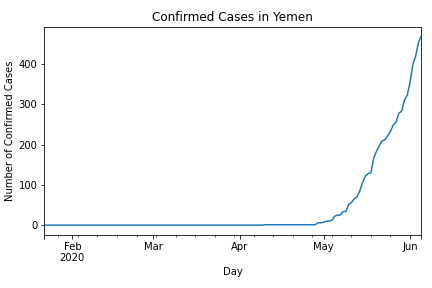 Confirmed Cases in Yemen
Number of Confirmed Cases
400
300
200
100
0
Feb Mar Apr May Jun
2020
Day